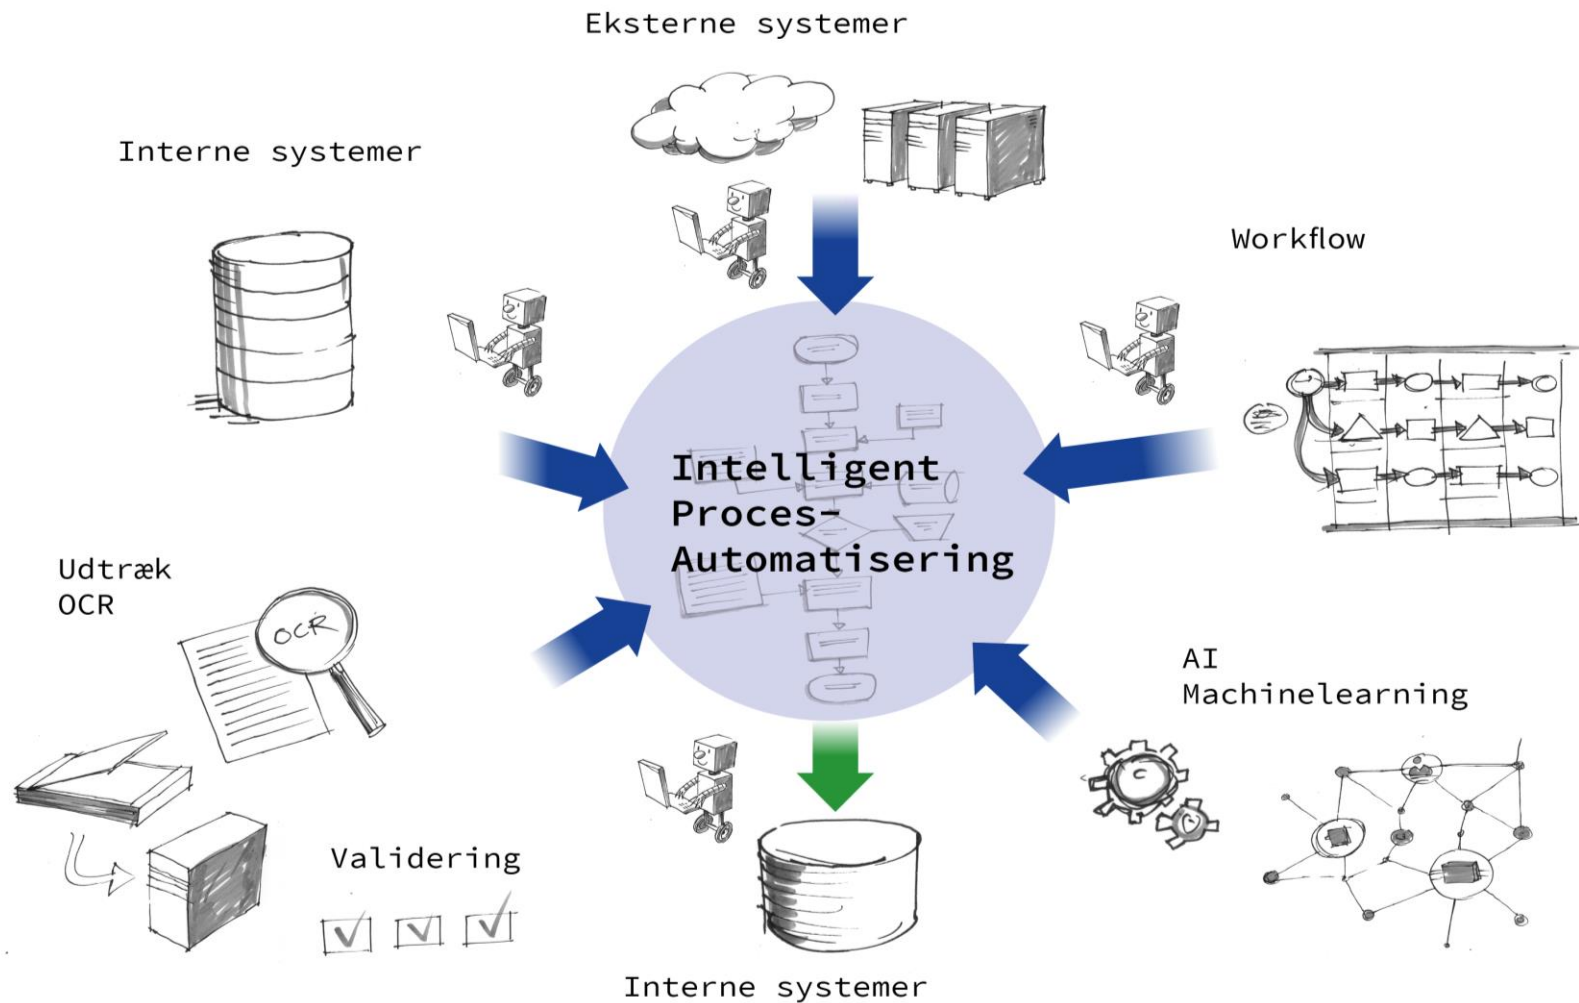 Eksterne systemer
Interne systemer
Workflow
Intelligent
Proces-
Automatisering
Udtræk
OCR
OCR
AI
Machinelearning
Validering
Interne systemer